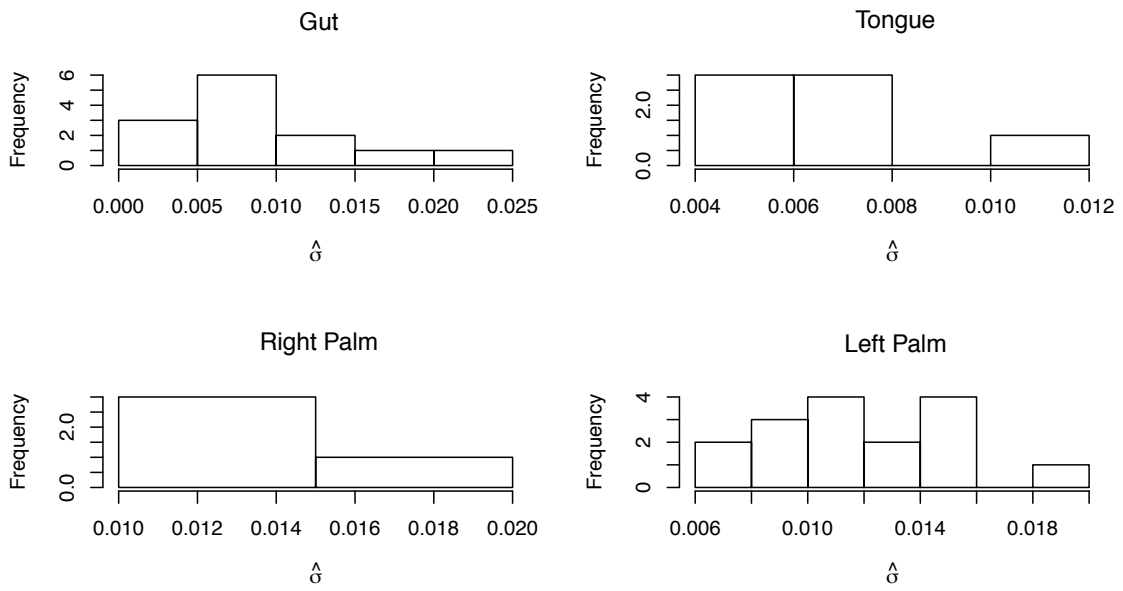 Gut
Frequency
0 2 4 6
0.000 0.005 0.010 0.015 0.020 0.025
σ̂
Tongue
Frequency
0.0 2.0
0.004 0.006 0.008 0.010 0.012
σ̂
Right Palm
Frequency
0.0 2.0
0.010 0.012 0.014 0.016 0.018 0.020
σ̂
Left Palm
Frequency
0 2 4
0.006 0.010 0.014 0.018
σ̂